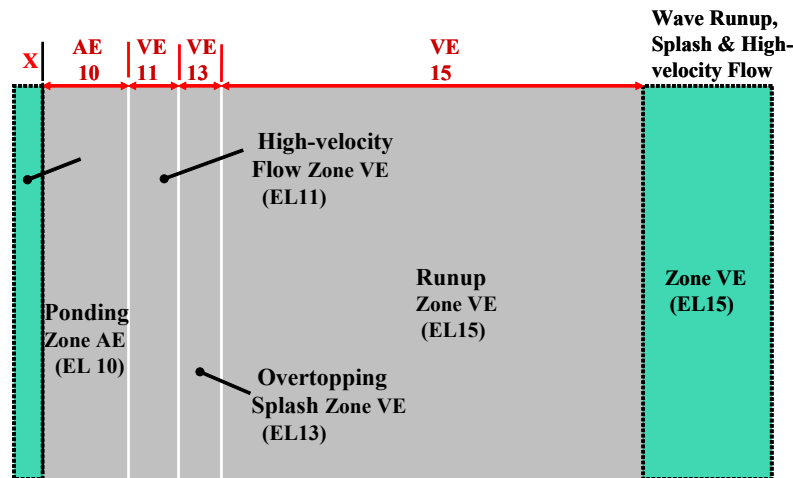 X
AE
10
VE
11
VE
13
VE
15
Wave Runup,
Splash & High-
velocity Flow
High-velocity
Flow Zone VE
(EL11)
Runup
Zone VE
(EL15)
Zone VE
(EL15)
Ponding
Zone AE
(EL 10)
Overtopping
Splash Zone VE
(EL13)